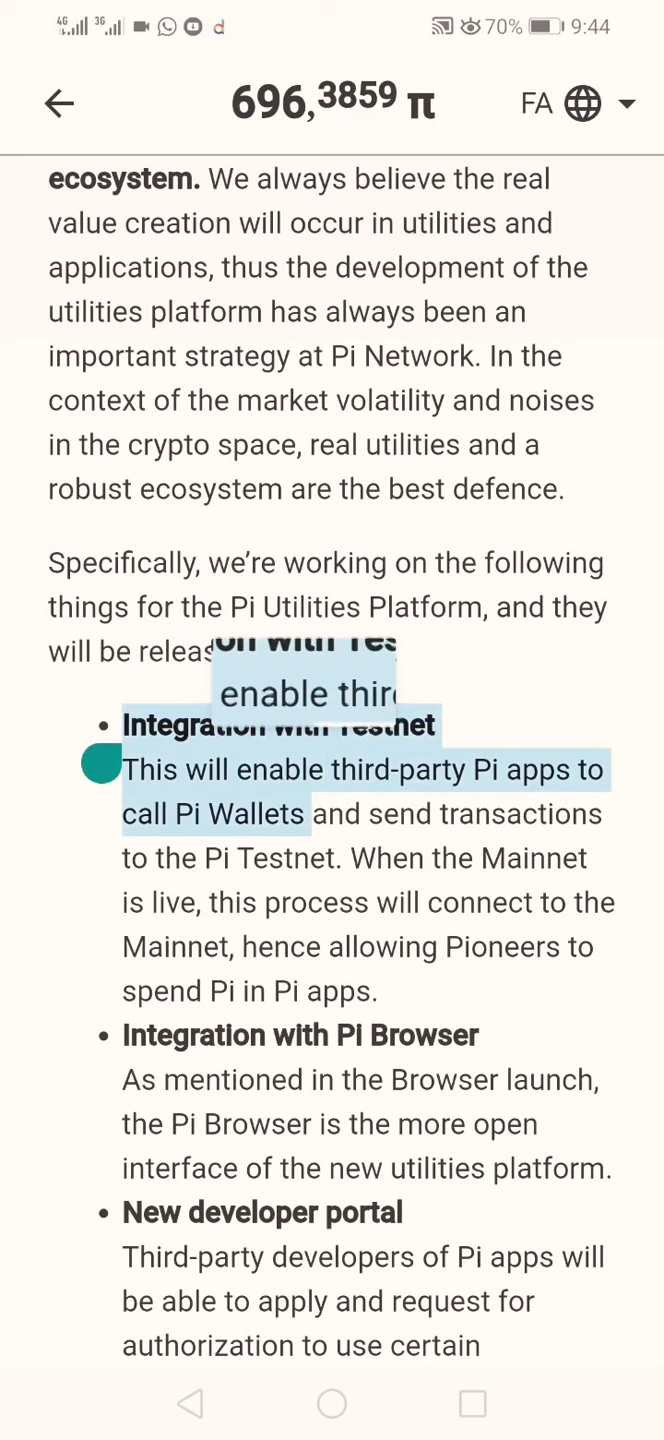 4G 3G 70% 9:44
696,3859 π FA
ecosystem. We always believe the real
value creation will occur in utilities and
applications, thus the development of the
utilities platform has always been an
important strategy at Pi Network. In the
context of the market volatility and noises
in the crypto space, real utilities and a
robust ecosystem are the best defence.
Specifically, we’re working on the following
things for the Pi Utilities Platform, and they
will be releas
on with Tes
enable thir
• Integration with Testnet
This will enable third-party Pi apps to
call Pi Wallets and send transactions
to the Pi Testnet. When the Mainnet
is live, this process will connect to the
Mainnet, hence allowing Pioneers to
spend Pi in Pi apps.
• Integration with Pi Browser
As mentioned in the Browser launch,
the Pi Browser is the more open
interface of the new utilities platform.
• New developer portal
Third-party developers of Pi apps will
be able to apply and request for
authorization to use certain